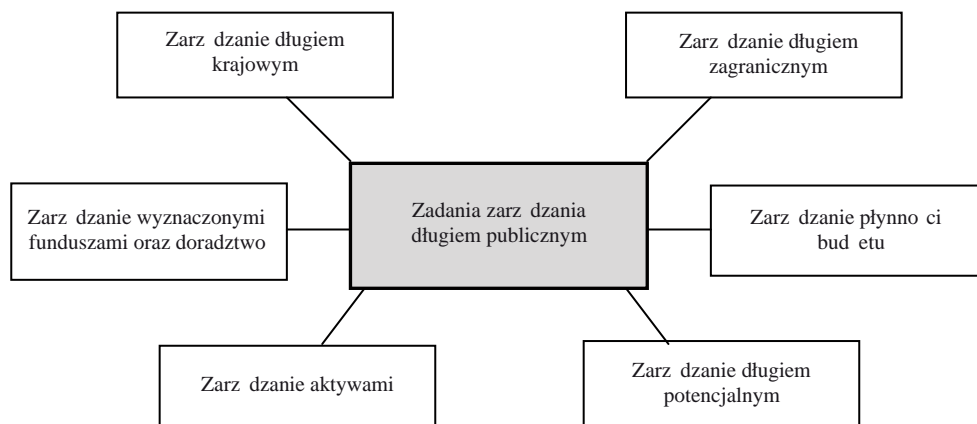 Zarz dzanie długiem
krajowym
Zarz dzanie długiem
zagranicznym
Zarz dzanie wyznaczonymi
funduszami oraz doradztwo
Zadania zarz dzania
długiem publicznym
Zarz dzanie płynno ci
bud etu
Zarz dzanie aktywami
Zarz dzanie długiem
potencjalnym